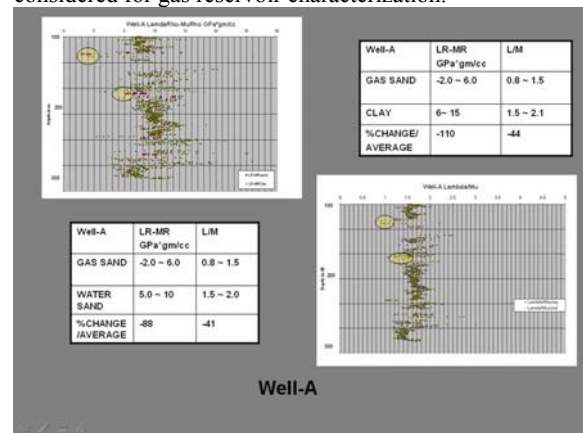 considered for gas reservoir characterization.
Well-A LamdaRho-MuRho GPa*gm/cc
Well-A LR-MR GPa*gm/cc L/M
GAS SAND -2.0 ~ 6.0 0.8 ~ 1.5
CLAY 6~ 15 1.5 ~ 2.1
%CHANGE/ AVERAGE -110 -44
Well-A Lambda/Mu
Well-A LR-MR GPa*gm/cc L/M
GAS SAND -2.0 ~ 6.0 0.8 ~ 1.5
WATER SAND 5.0 ~ 10 1.5 ~ 2.0
%CHANGE /AVERAGE -88 -41
Well-A